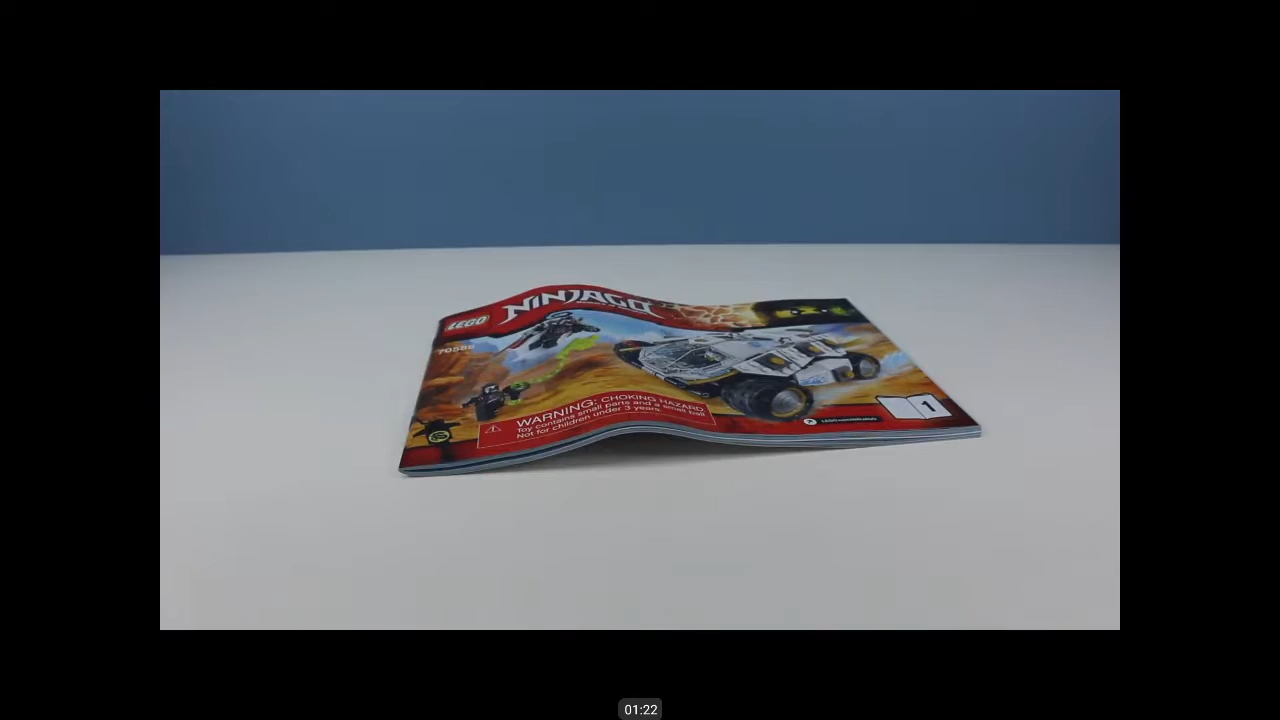 LEGO NINJAGO
70588
WARNING: CHOKING HAZARD.
Toy contains small parts and a small ball
Not for children under 3 years
1
01:22